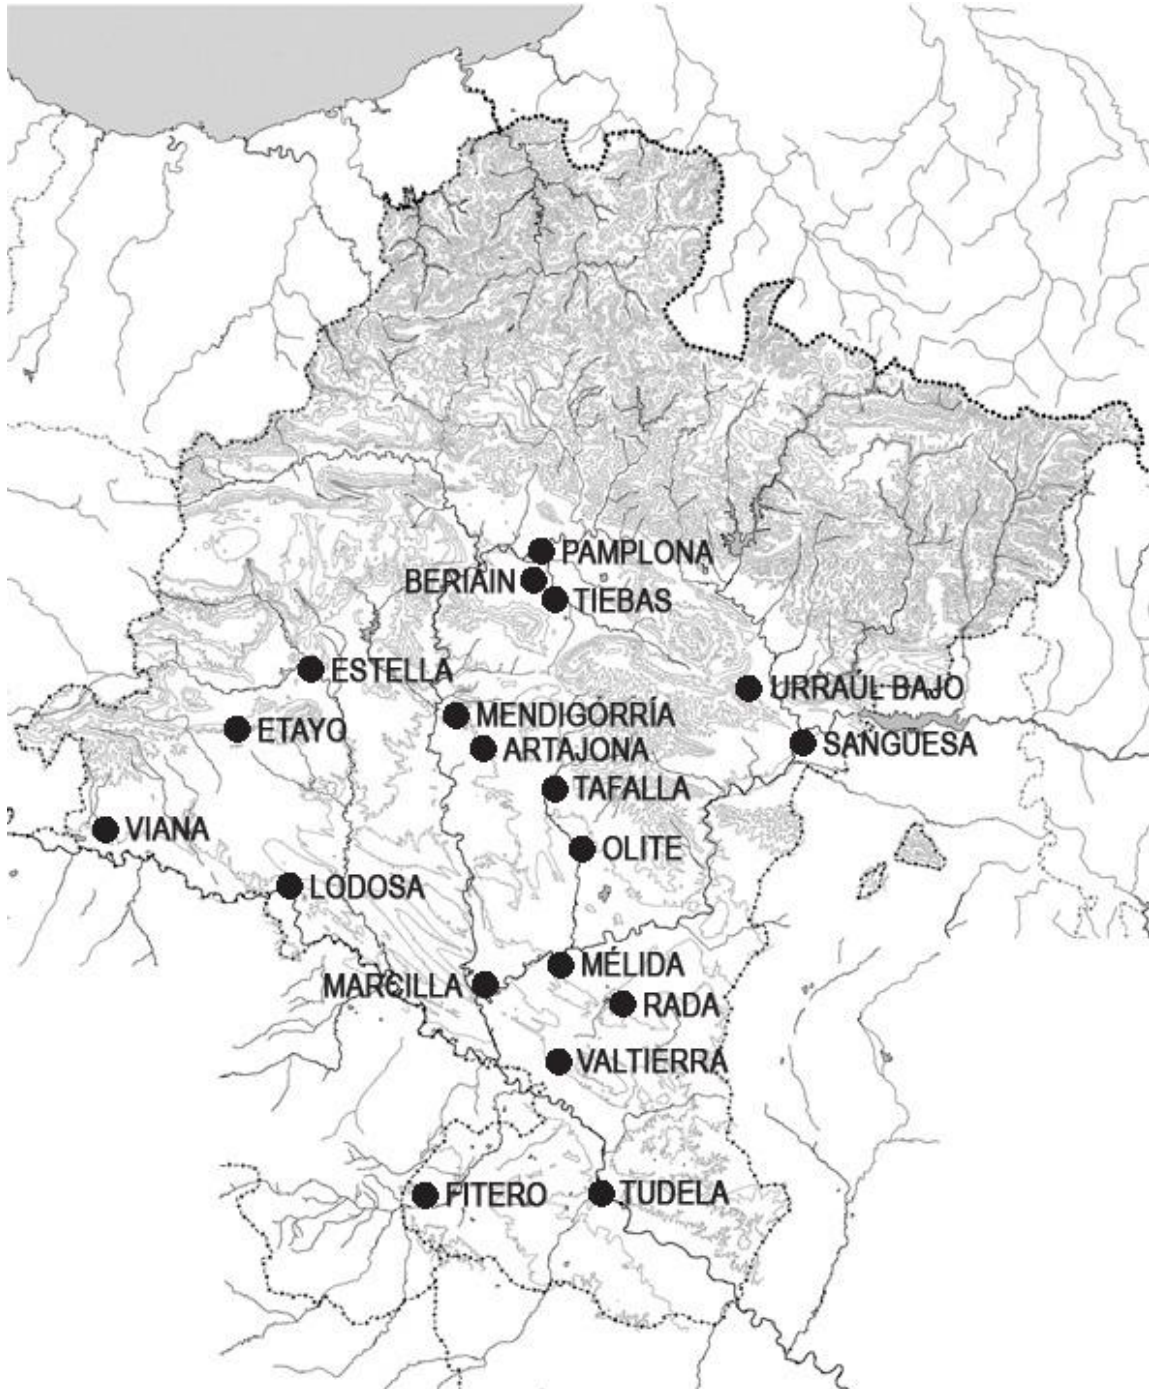 PAMPLONA
BERIAIN
TIEBAS
ESTELLA
URRAÚL BAJO
MENDIGORRÍA
ETAYO
SANGÜESA
ARTAJONA
TAFALLA
VIANA
OLITE
LODOSA
MÉLIDA
MARCILLA
RADA
VALTIERRA
FITERO
TUDELA